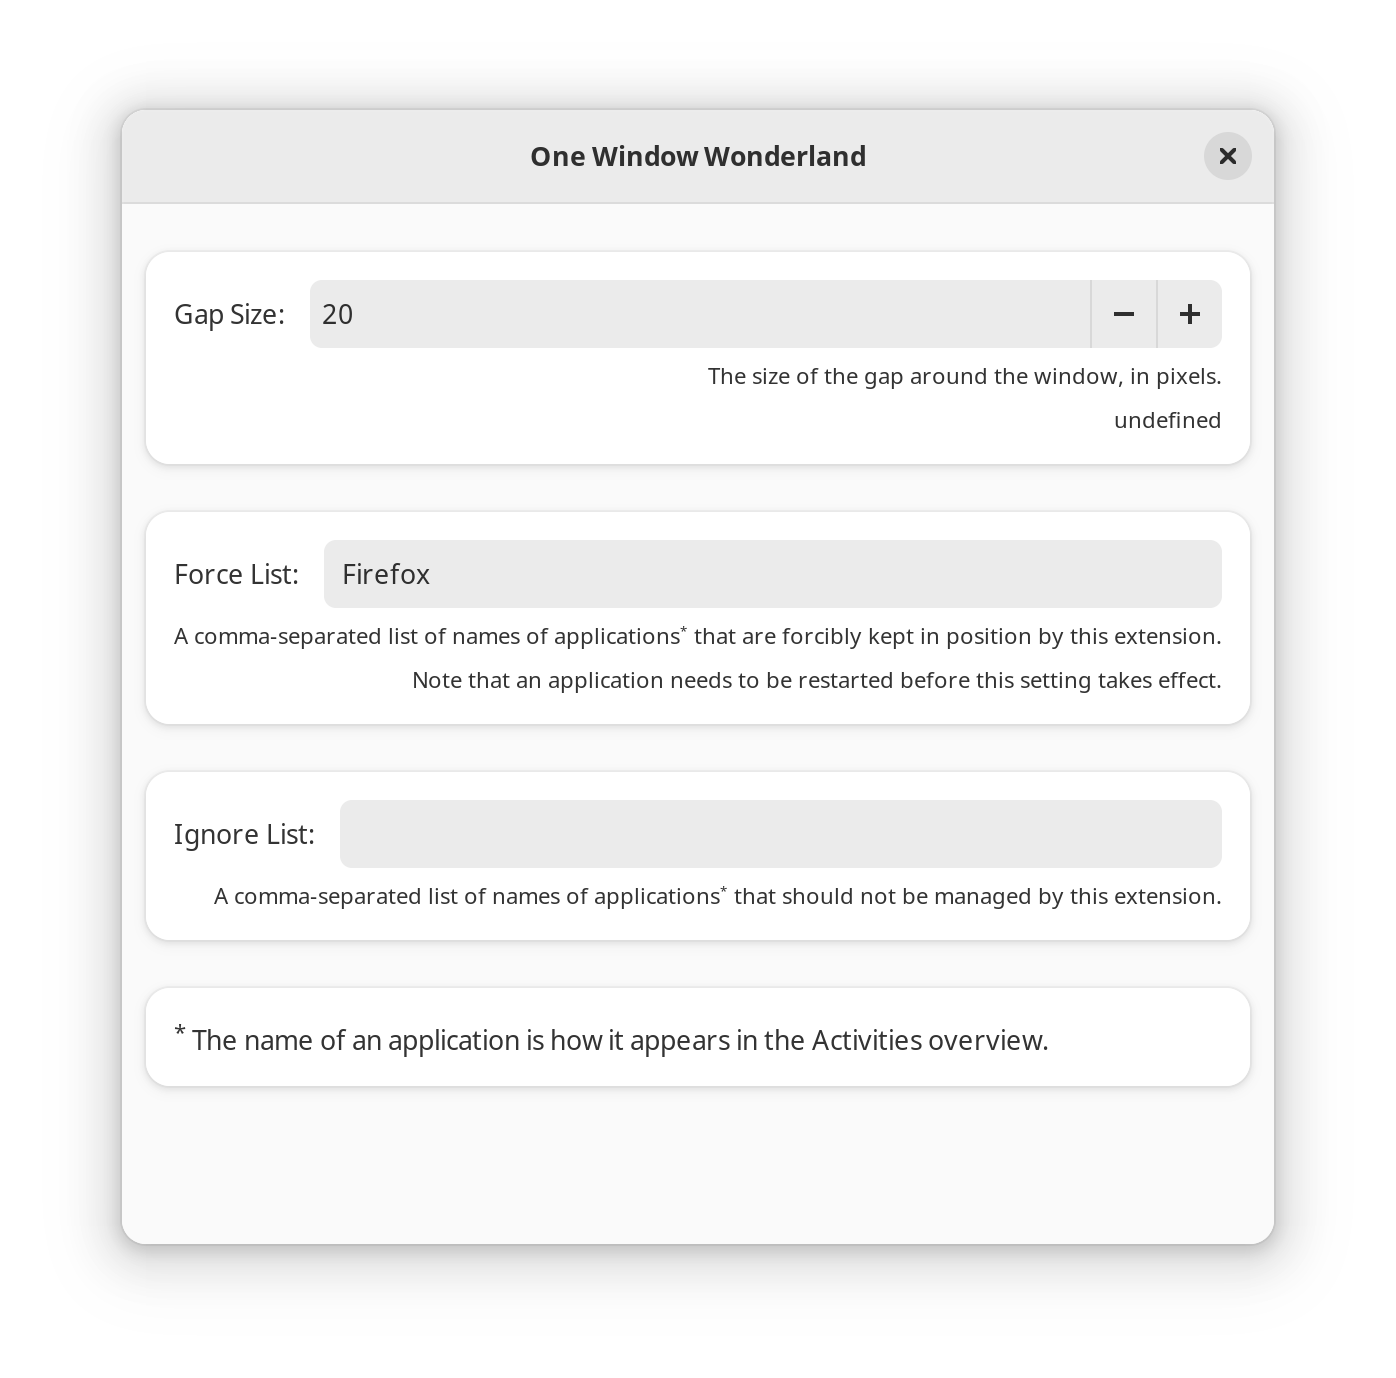 One Window Wonderland
Gap Size: 20
The size of the gap around the window, in pixels.
undefined
Force List: Firefox
A comma-separated list of names of applications* that are forcibly kept in position by this extension.
Note that an application needs to be restarted before this setting takes effect.
Ignore List:
A comma-separated list of names of applications* that should not be managed by this extension.
* The name of an application is how it appears in the Activities overview.